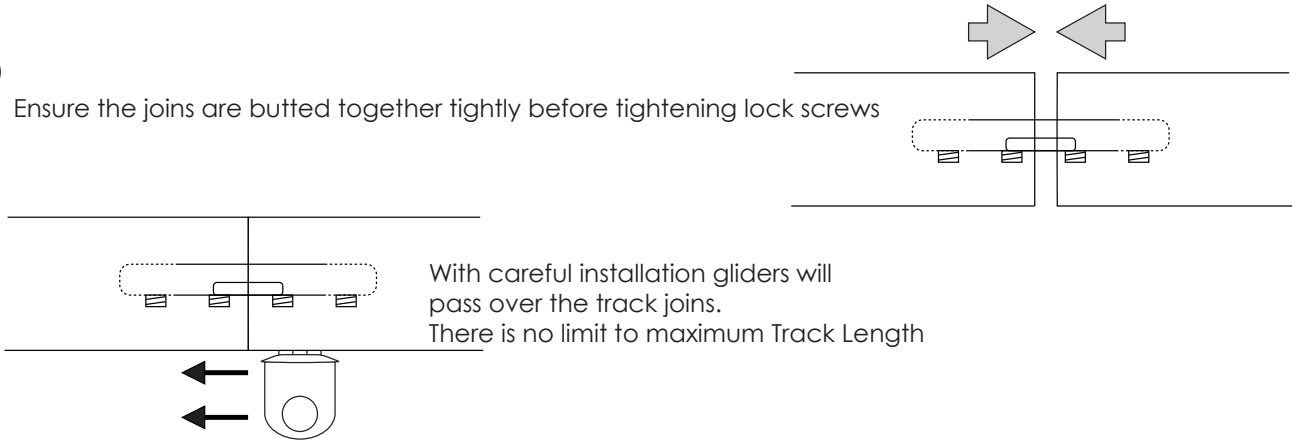 )
Ensure the joins are butted together tightly before tightening lock screws
With careful installation gliders will
pass over the track joins.
There is no limit to maximum Track Length